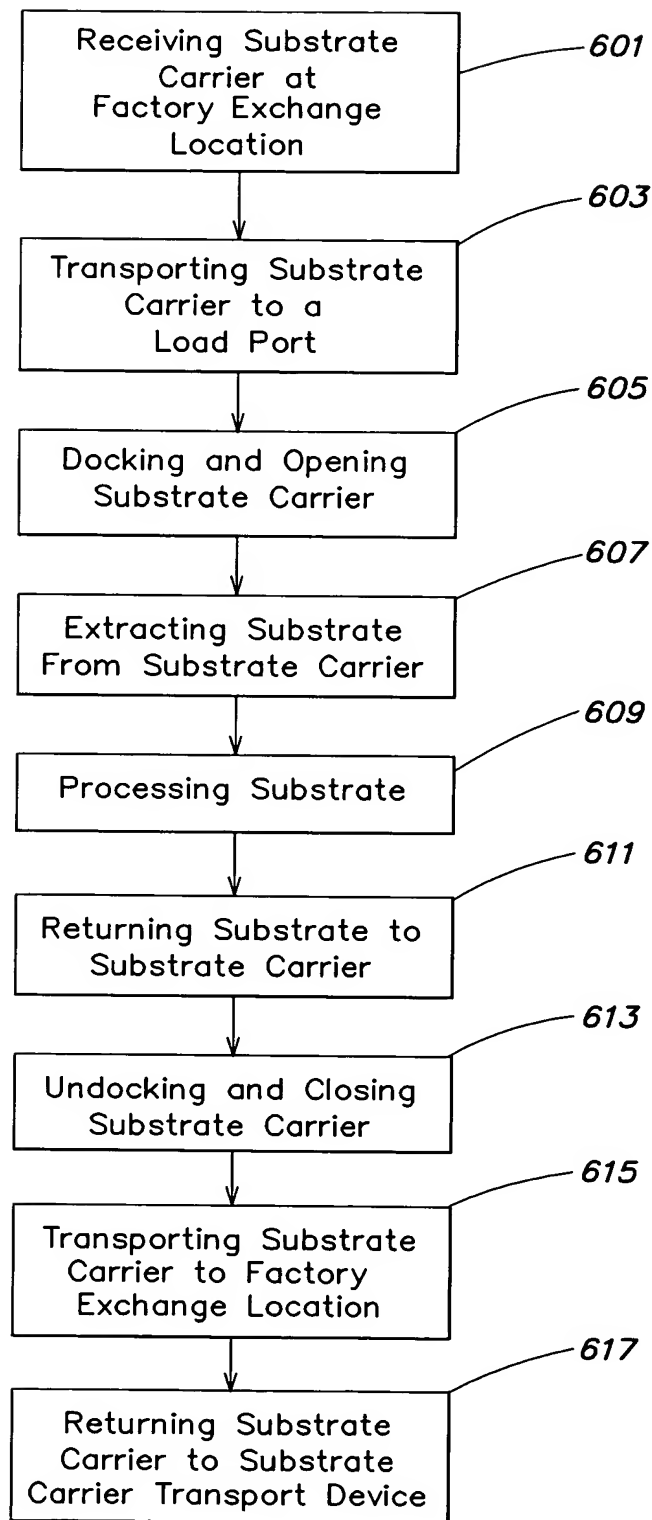 Receiving Substrate
Carrier at
Factory Exchange
Location
601
Transporting Substrate
Carrier to a
Load Port
603
Docking and Opening
Substrate Carrier
605
Extracting Substrate
From Substrate Carrier
607
Processing Substrate
609
Returning Substrate to
Substrate Carrier
611
Undocking and Closing
Substrate Carrier
613
Transporting Substrate
Carrier to Factory
Exchange Location
615
Returning Substrate
Carrier to Substrate
Carrier Transport Device
617